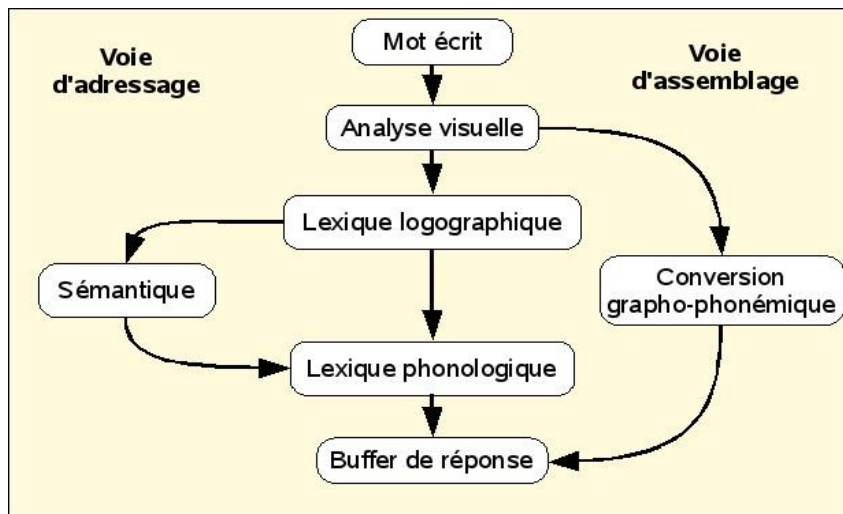 Mot écrit
Voie
d'adressage
Voie
d'assemblage
Analyse visuelle
Lexique logographique
Sémantique
Conversion
grapho-phonémique
Lexique phonologique
Buffer de réponse